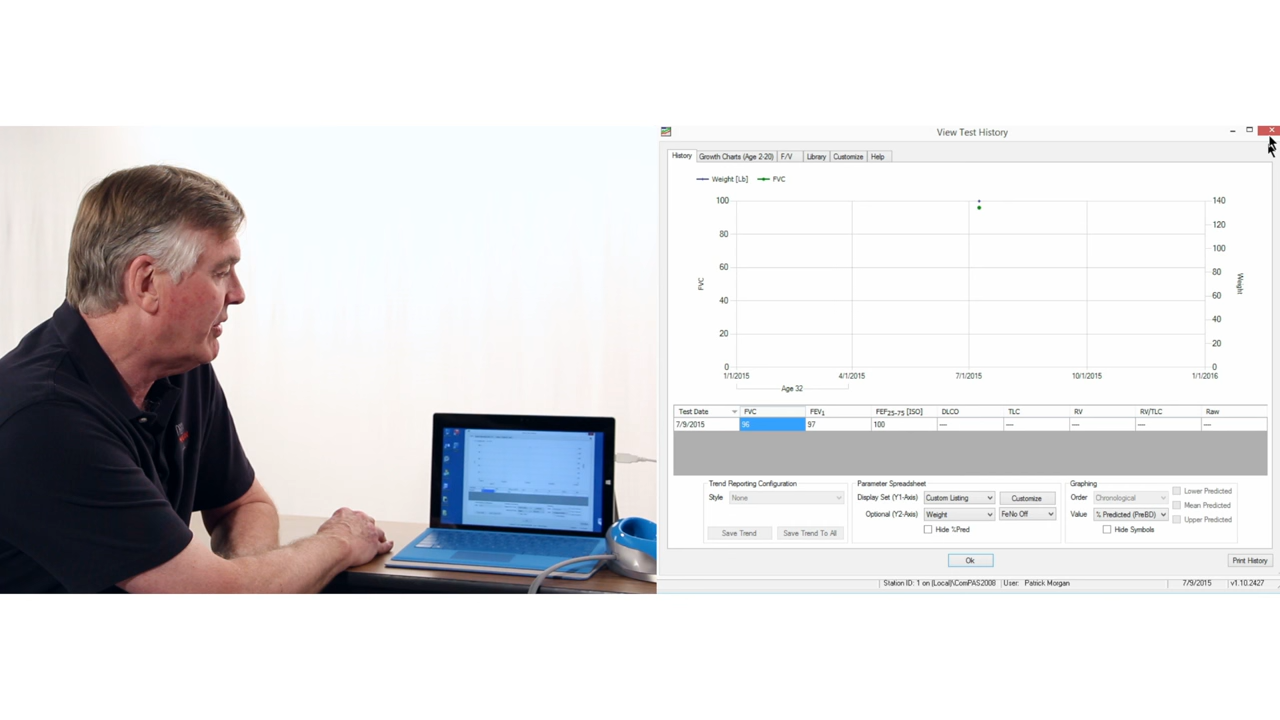 View Test History
History Growth Charts (Age 2-20) F/V Library Customize Help
Weight [Lb] FVC
100 140
120
80
100
60 80
FVC Weight
60
40
40
20
20
0 0
1/1/2015 4/1/2015 7/1/2015 10/1/2015 1/1/2016
Age 32
Test Date FVC FEV1 FEF25-75 [ISO] DLCO TLC RV RV/TLC Raw
7/9/2015 96 97 100 --- --- --- --- ---
Trend Reporting Configuration Parameter Spreadsheet Graphing
Style None Display Set (Y1-Axis) Custom Listing Customize Order Chronological Lower Predicted
Mean Predicted
Optional (Y2-Axis) Weight FeNo Off Value % Predicted (PreBD)
Upper Predicted
Save Trend Save Trend To All Hide %Pred Hide Symbols
Ok Print History
Station ID: 1 on [Local]\ComPAS2008 User: Patrick Morgan 7/9/2015 v1.10.2427